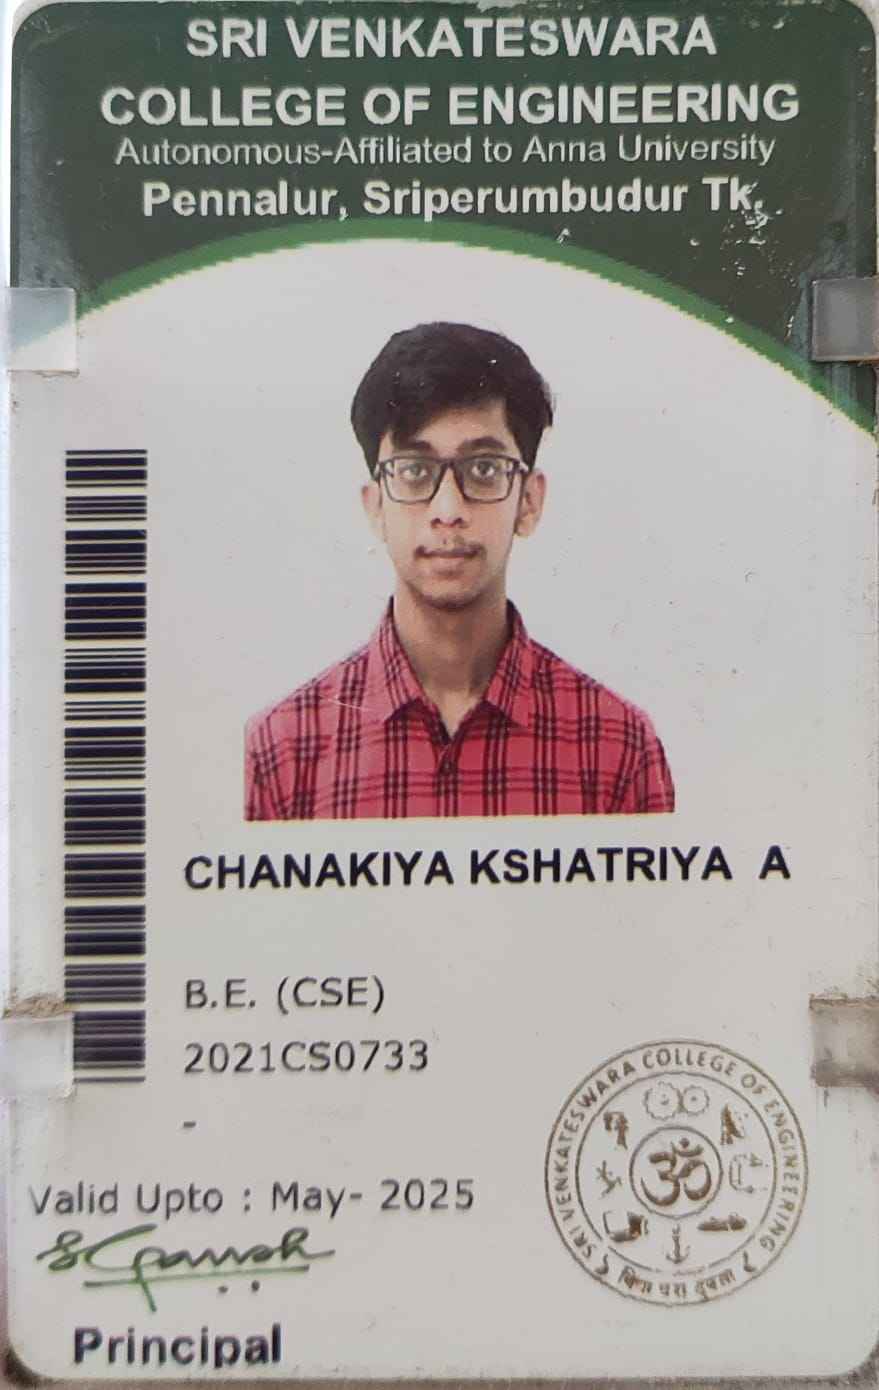 SRI VENKATESWARA
COLLEGE OF ENGINEERING
Autonomous-Affiliated to Anna University
Pennalur, Sriperumbudur Tk.
CHANAKIYA KSHATRIYA A
B.E. (CSE)
2021CS0733
-
Valid Upto : May- 2025
Principal
SRI VENKATESWARA COLLEGE OF ENGINEERING
ॐ